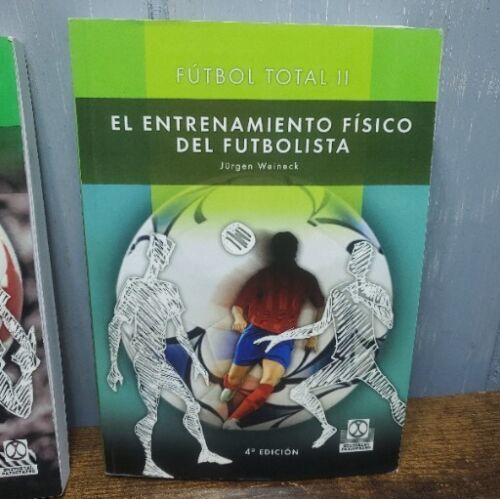 FÚTBOL TOTAL II
EL ENTRENAMIENTO FÍSICO
DEL FUTBOLISTA
Jürgen Weineck
4ª EDICIÓN